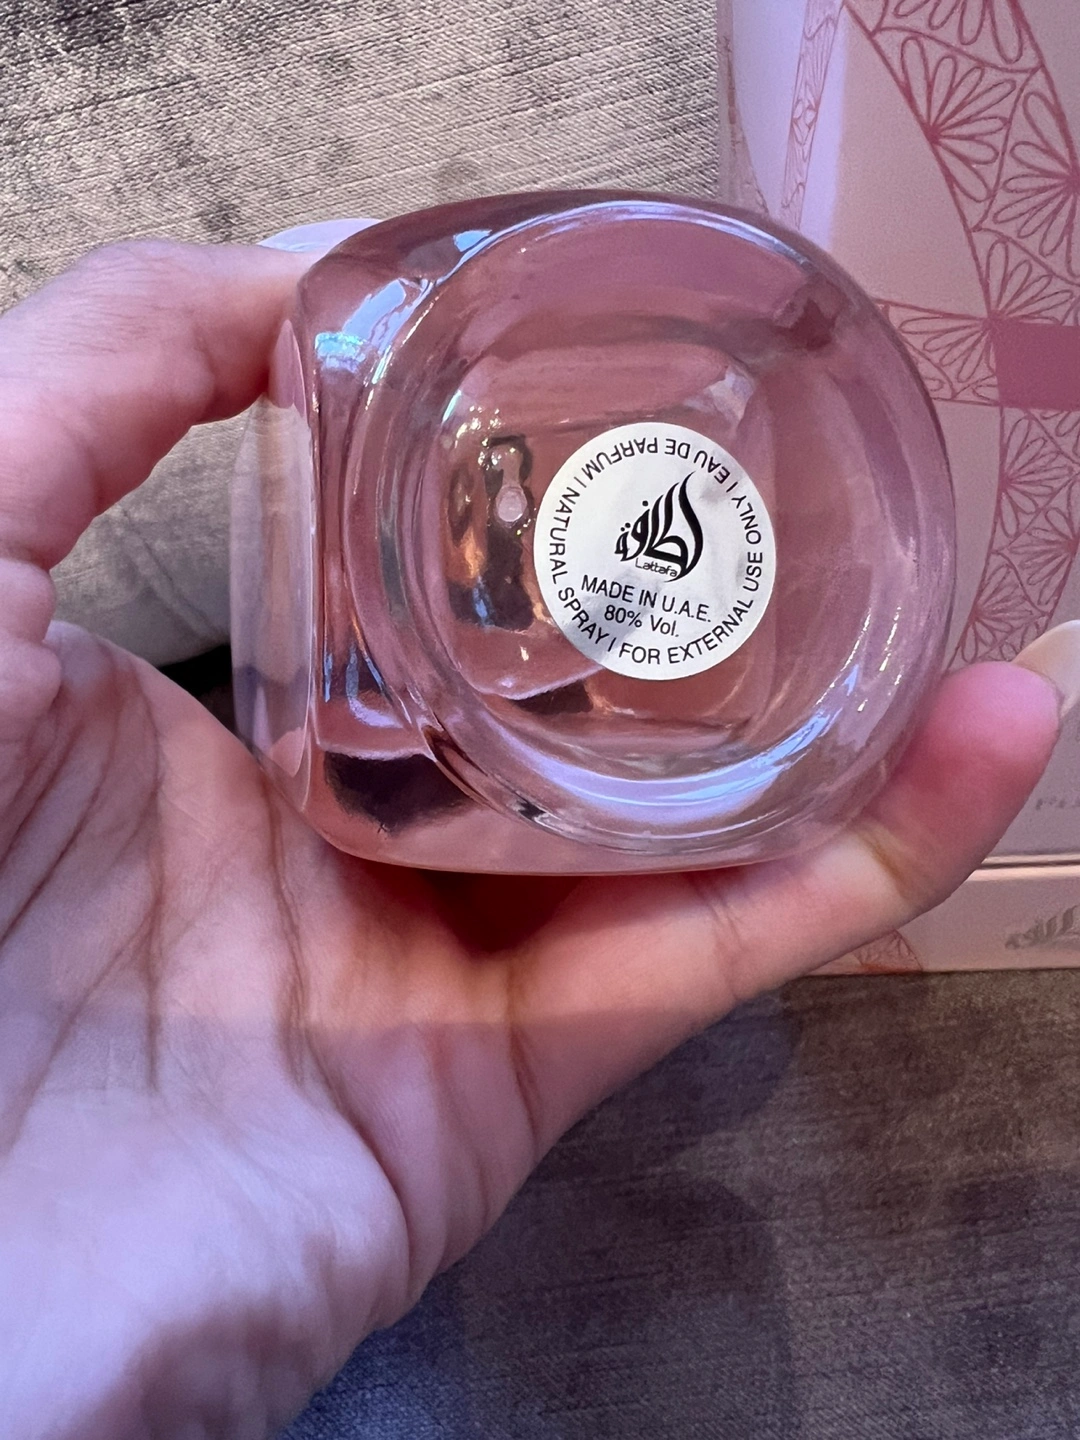 لطافة
Lattafa
MADE IN U.A.E.
80% Vol.
EAU DE PARFUM | NATURAL SPRAY | FOR EXTERNAL USE ONLY |